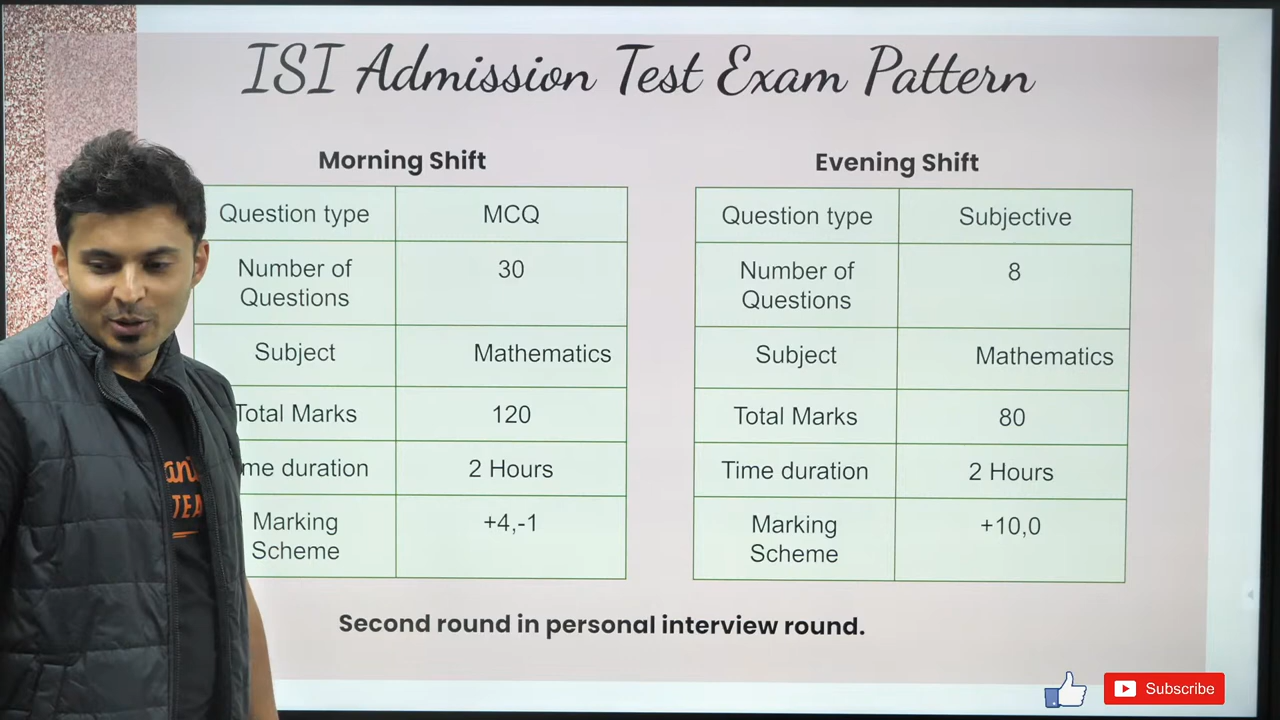 ISI Admission Test Exam Pattern
Morning Shift
Question type MCQ
Number of Questions 30
Subject Mathematics
Total Marks 120
me duration 2 Hours
Marking Scheme +4,-1
Evening Shift
Question type Subjective
Number of Questions 8
Subject Mathematics
Total Marks 80
Time duration 2 Hours
Marking Scheme +10,0
Second round in personal interview round.
Subscribe